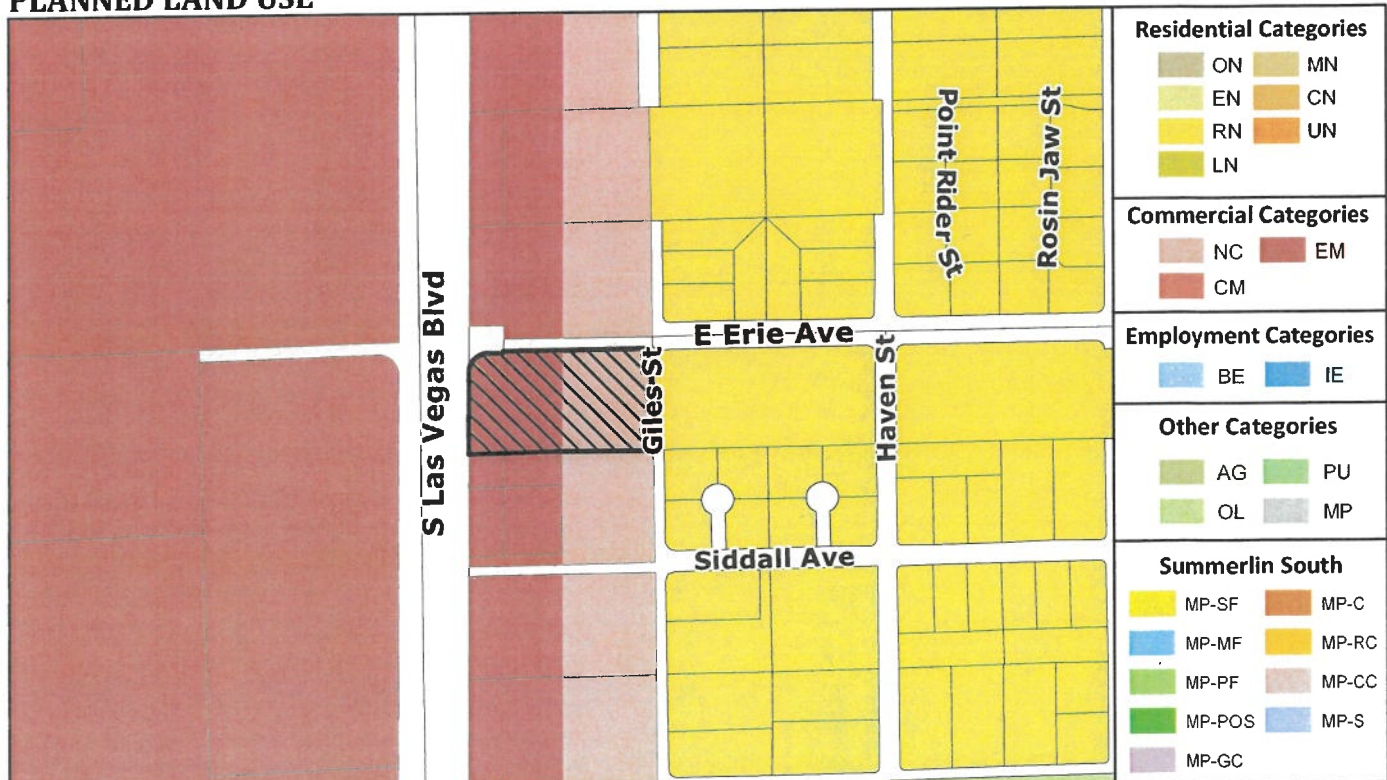 PLANNED LAND USE
Point Rider St
Rosin Jaw St
S Las Vegas Blvd
E Erie Ave
Giles St
Haven St
Siddall Ave
Residential Categories
ON MN
EN CN
RN UN
LN
Commercial Categories
NC EM
CM
Employment Categories
BE IE
Other Categories
AG PU
OL MP
Summerlin South
MP-SF MP-C
MP-MF MP-RC
MP-PF MP-CC
MP-POS MP-S
MP-GC